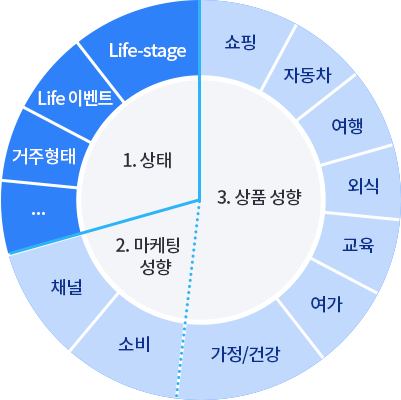 Life-stage
Life 이벤트
거주형태
...
1. 상태
2. 마케팅
성향
채널
소비
3. 상품 성향
쇼핑
자동차
여행
외식
교육
여가
가정/건강